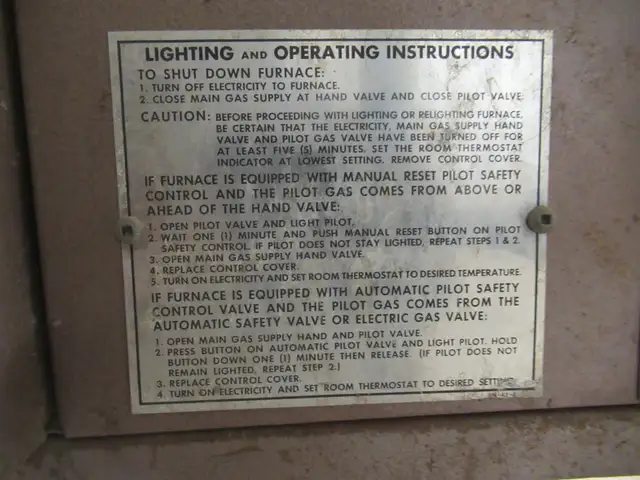 LIGHTING AND OPERATING INSTRUCTIONS
TO SHUT DOWN FURNACE:
1. TURN OFF ELECTRICITY TO FURNACE.
2. CLOSE MAIN GAS SUPPLY AT HAND VALVE AND CLOSE PILOT VALVE.
CAUTION: BEFORE PROCEEDING WITH LIGHTING OR RELIGHTING FURNACE,
BE CERTAIN THAT THE ELECTRICITY, MAIN GAS SUPPLY HAND
VALVE AND PILOT GAS VALVE HAVE BEEN TURNED OFF FOR
AT LEAST FIVE (5) MINUTES. SET THE ROOM THERMOSTAT
INDICATOR AT LOWEST SETTING. REMOVE CONTROL COVER.
IF FURNACE IS EQUIPPED WITH MANUAL RESET PILOT SAFETY
CONTROL AND THE PILOT GAS COMES FROM ABOVE OR
AHEAD OF THE HAND VALVE:
1. OPEN PILOT VALVE AND LIGHT PILOT.
2. WAIT ONE (1) MINUTE AND PUSH MANUAL RESET BUTTON ON PILOT
SAFETY CONTROL. IF PILOT DOES NOT STAY LIGHTED, REPEAT STEPS 1 & 2.
3. OPEN MAIN GAS SUPPLY HAND VALVE.
4. REPLACE CONTROL COVER.
5. TURN ON ELECTRICITY AND SET ROOM THERMOSTAT TO DESIRED TEMPERATURE.
IF FURNACE IS EQUIPPED WITH AUTOMATIC PILOT SAFETY
CONTROL VALVE AND THE PILOT GAS COMES FROM THE
AUTOMATIC SAFETY VALVE OR ELECTRIC GAS VALVE:
1. OPEN MAIN GAS SUPPLY HAND AND PILOT VALVE.
2. PRESS BUTTON ON AUTOMATIC PILOT VALVE AND LIGHT PILOT. HOLD
BUTTON DOWN ONE (1) MINUTE THEN RELEASE. (IF PILOT DOES NOT
REMAIN LIGHTED, REPEAT STEP 2.)
3. REPLACE CONTROL COVER.
4. TURN ON ELECTRICITY AND SET ROOM THERMOSTAT TO DESIRED SETTING.